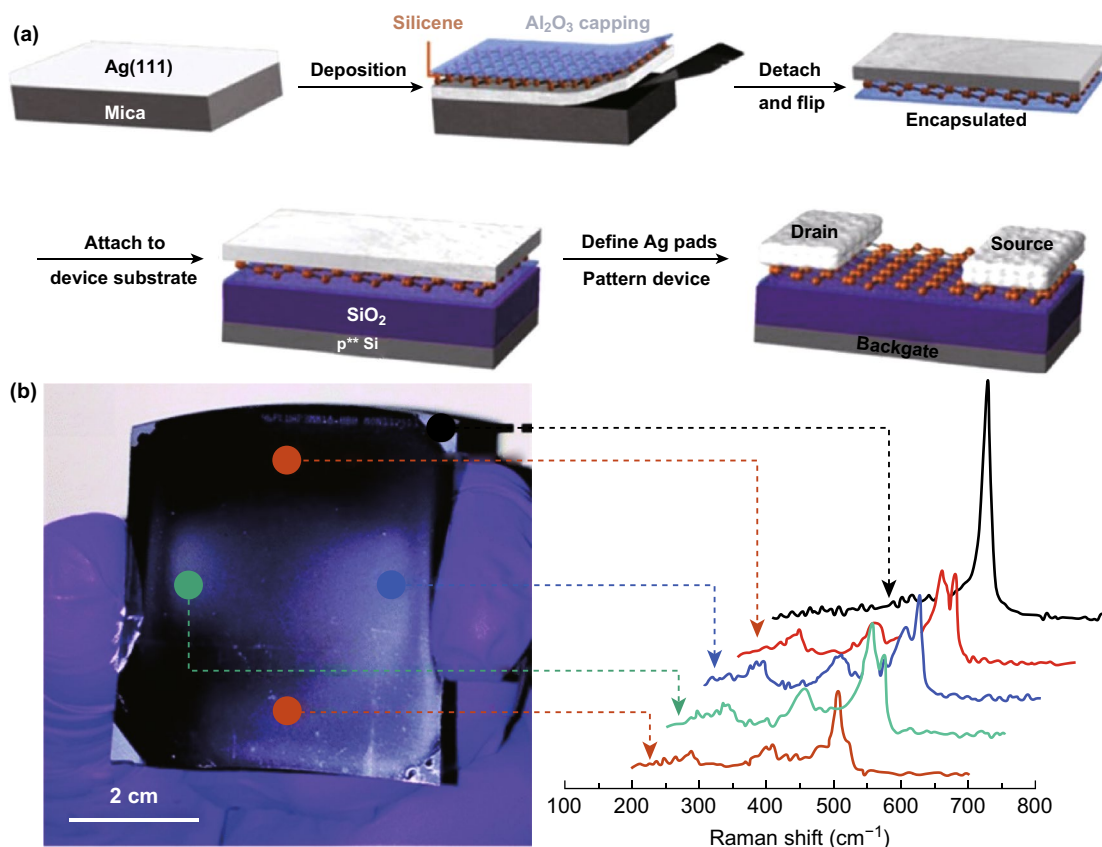 (a)
Silicene
Al₂O₃ capping
Ag(111)
Mica
Deposition
Detach
and flip
Encapsulated
Attach to
device substrate
SiO₂
p** Si
Define Ag pads
Pattern device
Drain
Source
Backgate
(b)
2 cm
100 200 300 400 500 600 700 800
Raman shift (cm⁻¹)